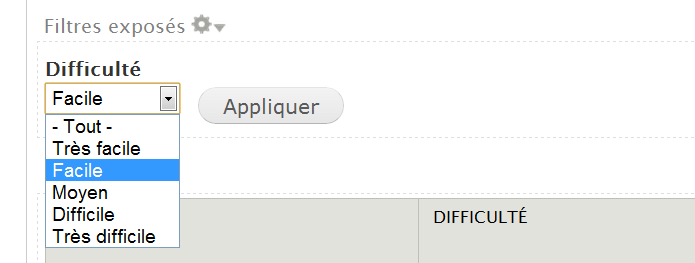 Filtres exposés
Difficulté
Facile
Appliquer
- Tout -
Très facile
Facile
Moyen
Difficile
Très difficile
DIFFICULTÉ